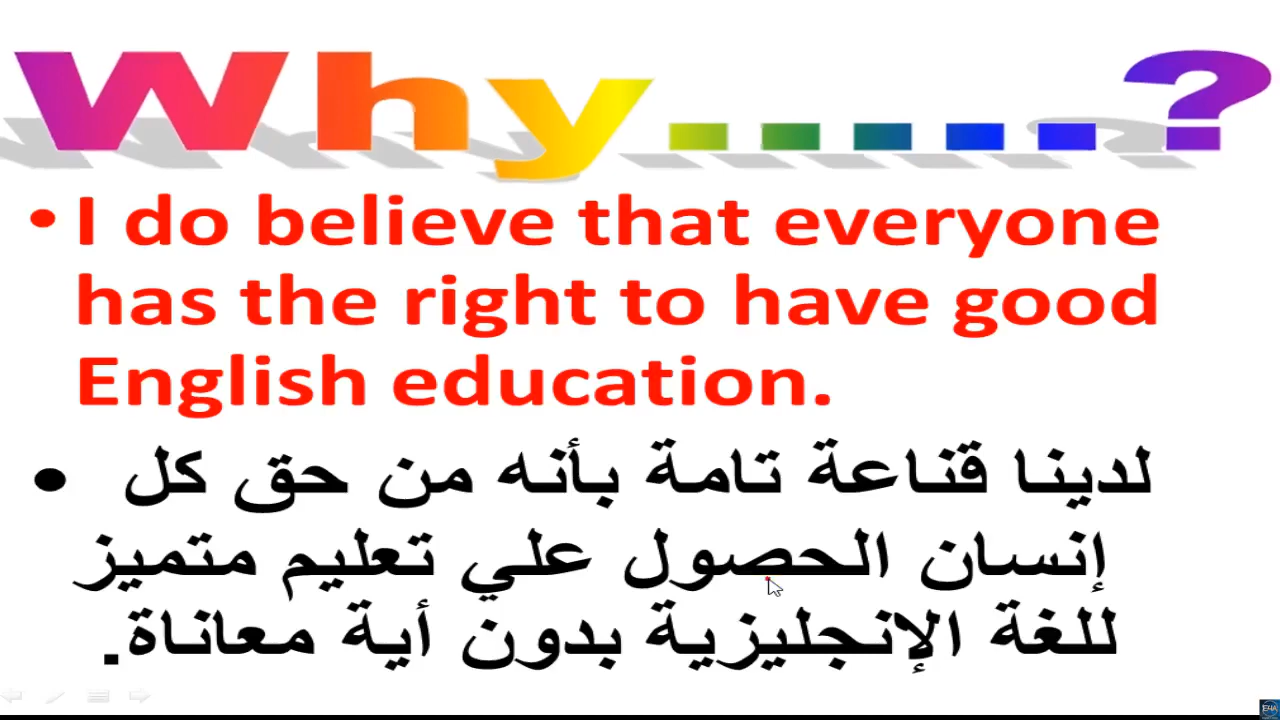 Why.....?
• I do believe that everyone
has the right to have good
English education.
• لدينا قناعة تامة بأنه من حق كل
إنسان الحصول علي تعليم متميز
للغة الإنجليزية بدون أية معاناة.